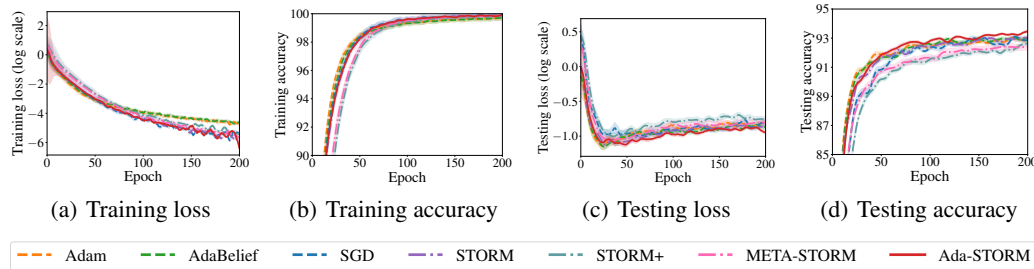 Training loss (log scale)
2
0
−2
−4
−6
0 50 100 150 200
Epoch
(a) Training loss
Training accuracy
100
98
96
94
92
90
0 50 100 150 200
Epoch
(b) Training accuracy
Testing loss (log scale)
0.5
0.0
−0.5
−1.0
0 50 100 150 200
Epoch
(c) Testing loss
Testing accuracy
95
93
91
89
87
85
0 50 100 150 200
Epoch
(d) Testing accuracy
Adam AdaBelief SGD STORM STORM+ META-STORM Ada-STORM